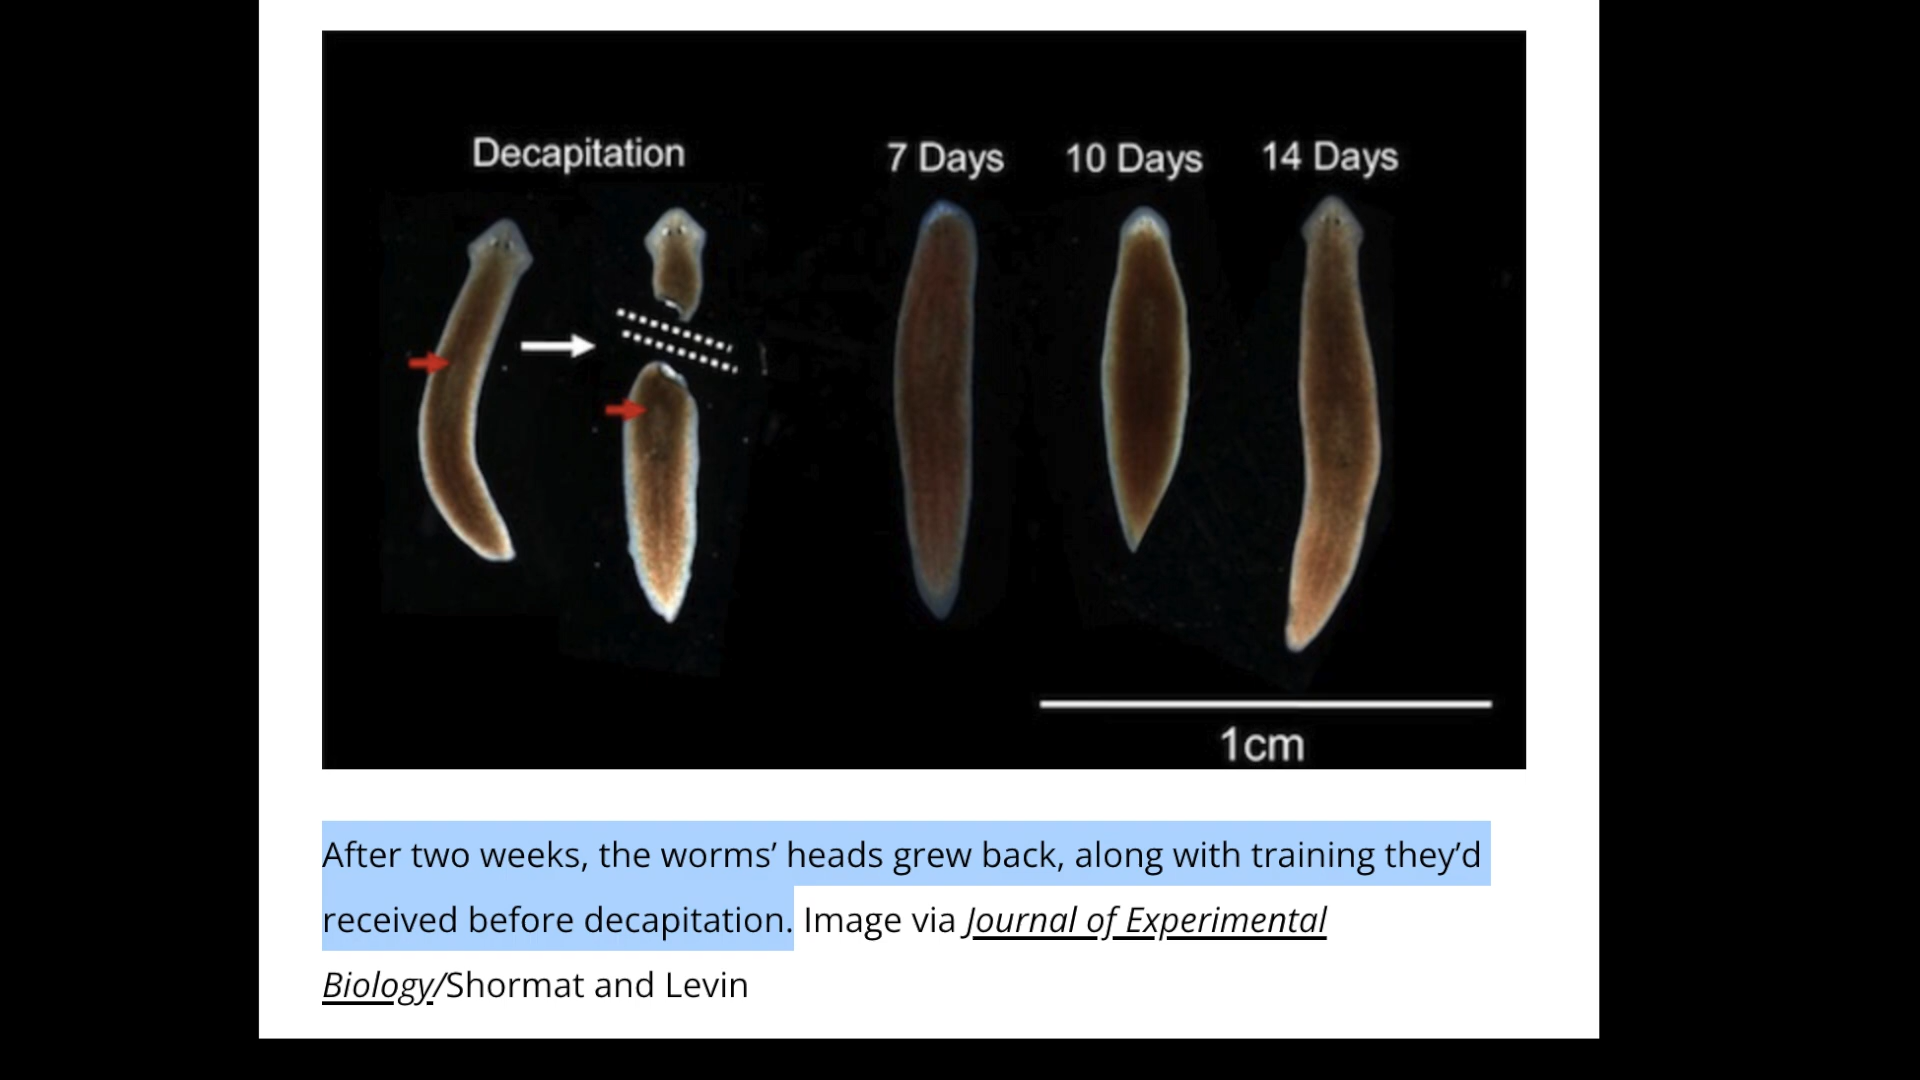 Decapitation
7 Days
10 Days
14 Days
1cm
After two weeks, the worms’ heads grew back, along with training they’d
received before decapitation. Image via Journal of Experimental
Biology/Shormat and Levin